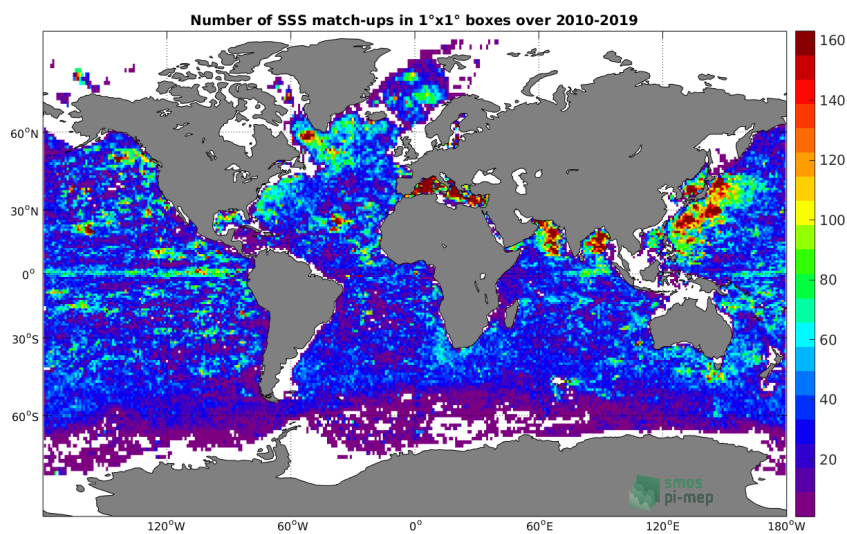 Number of SSS match-ups in 1°x1° boxes over 2010-2019
160
140
120
100
80
60
40
20
60°N
30°N
0°
30°S
60°S
120°W
60°W
0°
60°E
120°E
180°W
smos
pi-mep